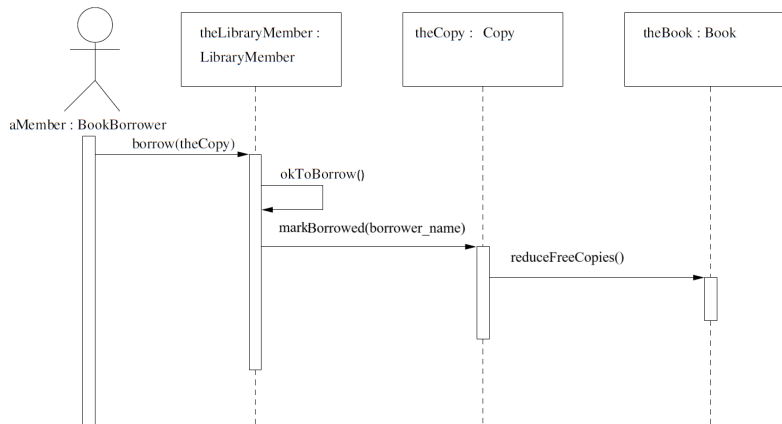 theLibraryMember :
LibraryMember
theCopy : Copy
theBook : Book
aMember : BookBorrower
borrow(theCopy)
okToBorrow()
markBorrowed(borrower_name)
reduceFreeCopies()